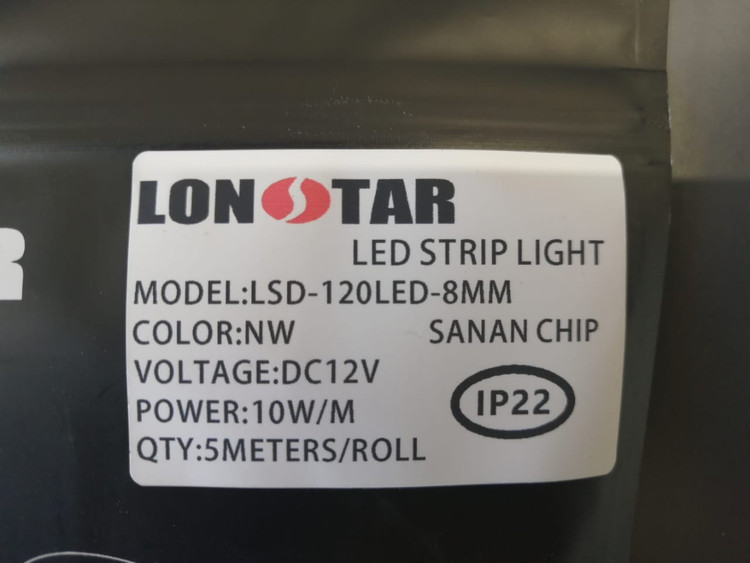 LONSTAR
LED STRIP LIGHT
MODEL:LSD-120LED-8MM
COLOR:NW SANAN CHIP
VOLTAGE:DC12V
POWER:10W/M
IP22
QTY:5METERS/ROLL
R